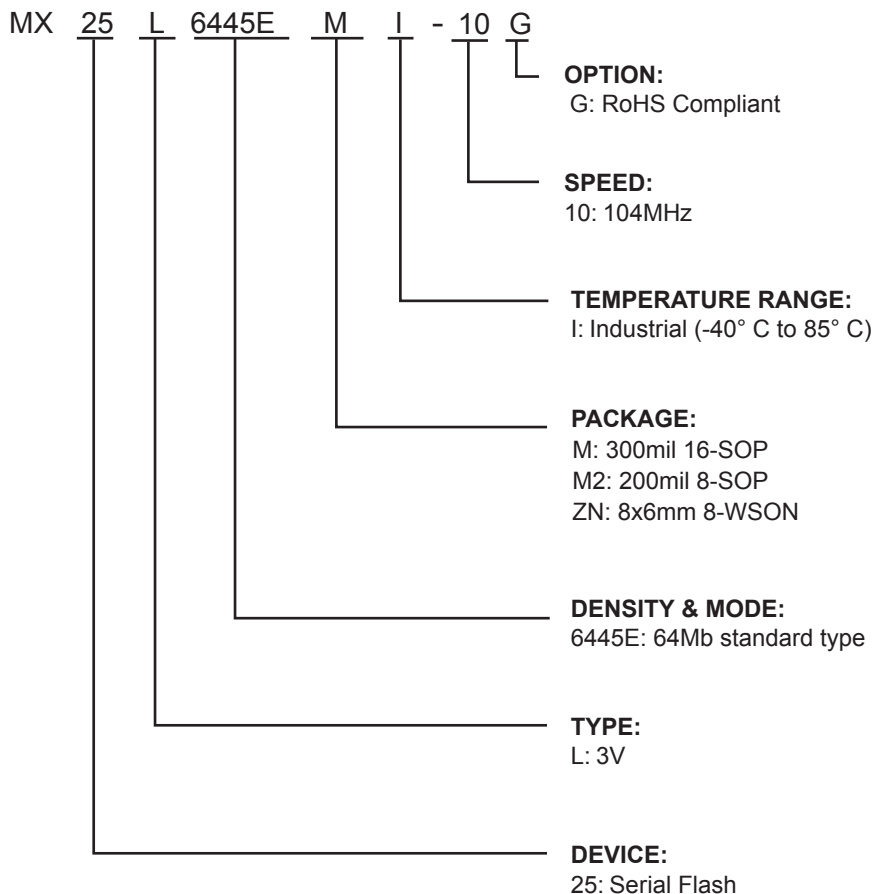 MX 25 L 6445E M I - 10 G
OPTION:
G: RoHS Compliant
SPEED:
10: 104MHz
TEMPERATURE RANGE:
I: Industrial (-40° C to 85° C)
PACKAGE:
M: 300mil 16-SOP
M2: 200mil 8-SOP
ZN: 8x6mm 8-WSON
DENSITY & MODE:
6445E: 64Mb standard type
TYPE:
L: 3V
DEVICE:
25: Serial Flash